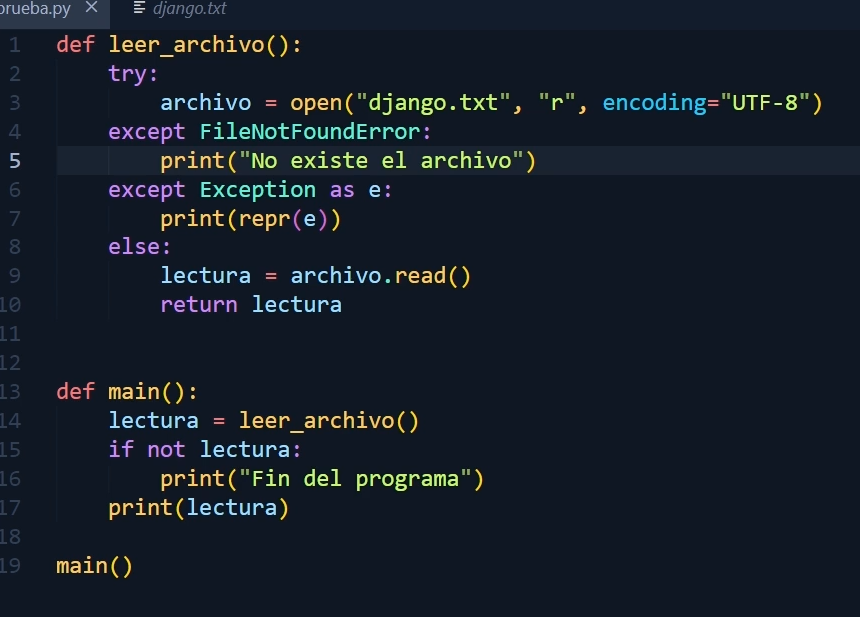 prueba.py × django.txt
1 def leer_archivo():
2 try:
3 archivo = open("django.txt", "r", encoding="UTF-8")
4 except FileNotFoundError:
5 print("No existe el archivo")
6 except Exception as e:
7 print(repr(e))
8 else:
9 lectura = archivo.read()
10 return lectura
11
12
13 def main():
14 lectura = leer_archivo()
15 if not lectura:
16 print("Fin del programa")
17 print(lectura)
18
19 main()